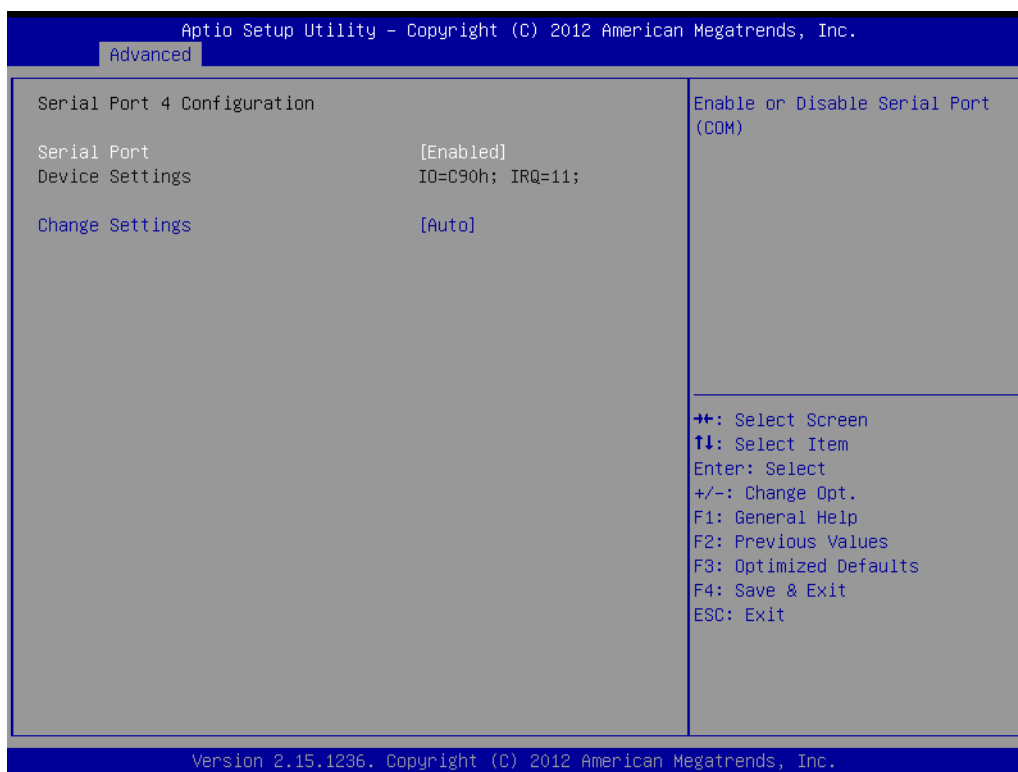 Aptio Setup Utility – Copyright (C) 2012 American Megatrends, Inc.
Advanced
Serial Port 4 Configuration
Serial Port [Enabled]
Device Settings IO=C90h; IRQ=11;
Change Settings [Auto]
Enable or Disable Serial Port
(COM)
→←: Select Screen
↑↓: Select Item
Enter: Select
+/-: Change Opt.
F1: General Help
F2: Previous Values
F3: Optimized Defaults
F4: Save & Exit
ESC: Exit
Version 2.15.1236. Copyright (C) 2012 American Megatrends, Inc.